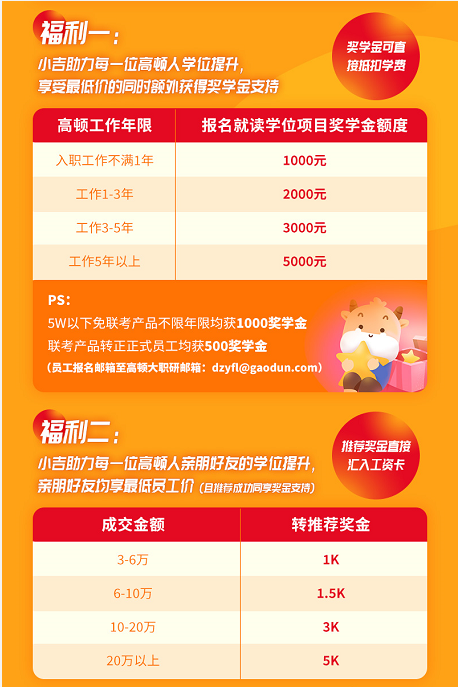 福利一：
奖学金可直
接抵扣学费
小吉助力每一位高顿人学位提升，
享受最低价的同时额外获得奖学金支持
高顿工作年限 报名就读学位项目奖学金额度
入职工作不满1年 1000元
工作1-3年 2000元
工作3-5年 3000元
工作5年以上 5000元
PS：
5W以下免联考产品不限年限均获1000奖学金
联考产品转正正式员工均获500奖学金
（员工报名邮箱至高顿大职研邮箱：dzyfl@gaodun.com）
福利二：
推荐奖金直接
汇入工资卡
小吉助力每一位高顿人亲朋好友的学位提升，
亲朋好友均享最低员工价（且推荐成功同享奖金支持）
成交金额 转推荐奖金
3-6万 1K
6-10万 1.5K
10-20万 3K
20万以上 5K